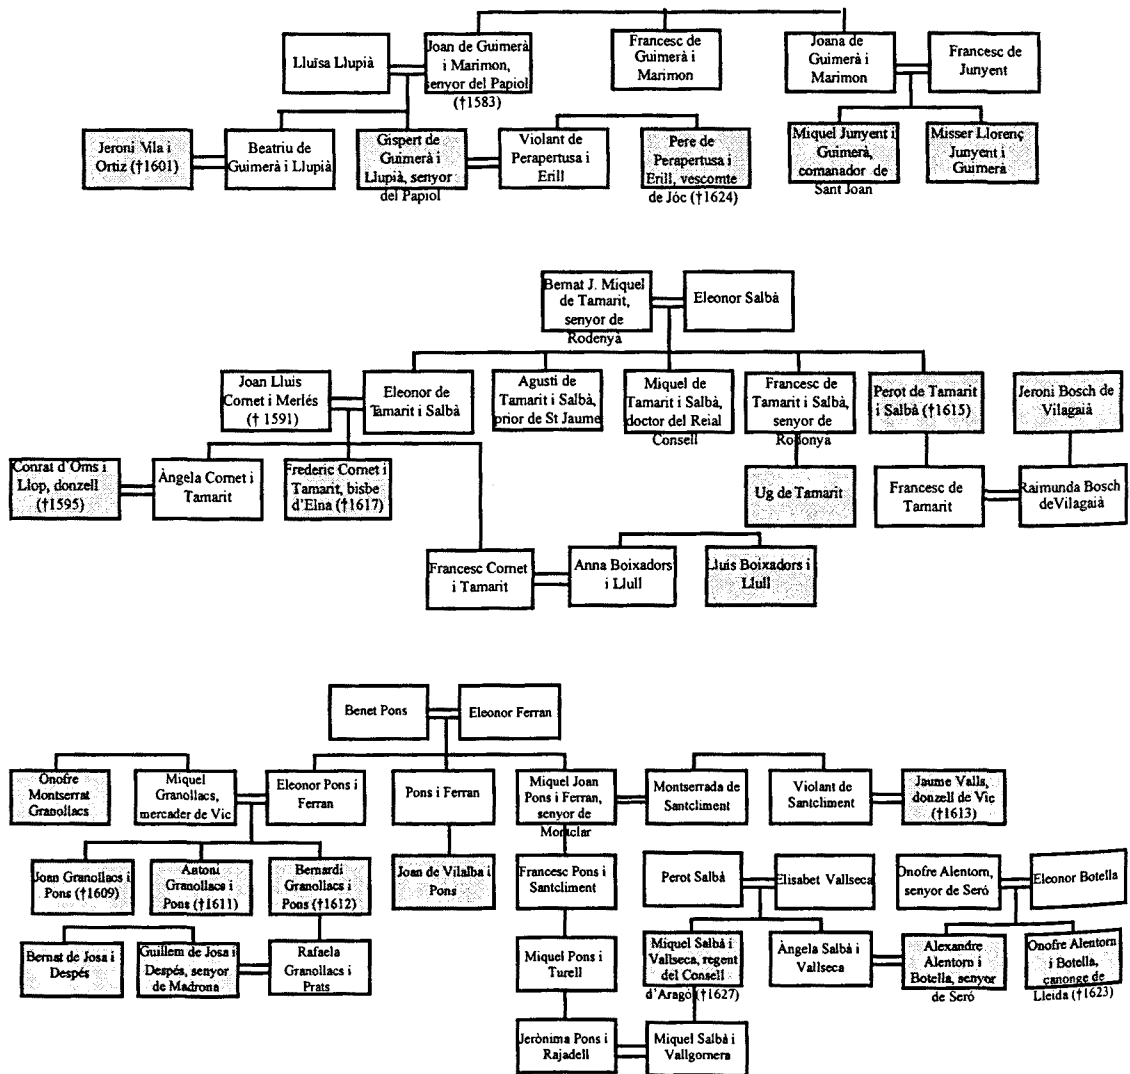 Lluïsa Llupià
Joan de Guimerà
i Marimon,
senyor del Papiol
(†1583)
Francesc de
Guimerà i
Marimon
Joana de
Guimerà i
Marimon
Francesc de
Junyent
Jeroni Vila i
Ortiz (†1601)
Beatriu de
Guimerà i Llupià
Gispert de
Guimerà i
Llupià, senyor
del Papiol
Violant de
Perapertusa i
Erill
Pere de
Perapertusa i
Erill, vescomte
de Jóc (†1624)
Miquel Junyent i
Guimerà,
comanador de
Sant Joan
Misser Llorenç
Junyent i
Guimerà
Bernat J. Miquel
de Tamarit,
senyor de
Rodenyà
Eleonor Salbà
Joan Lluis
Cornet i Merlés
(† 1591)
Eleonor de
Tamarit i Salbà
Agustí de
Tamarit i Salbà,
prior de St Jaume
Miquel de
Tamarit i Salbà,
doctor del Reial
Consell
Francesc de
Tamarit i Salbà,
senyor de
Rodonyà
Perot de Tamarit
i Salbà (†1615)
Jeroni Bosch de
Vilagaià
Conrat d'Oms i
Llop, donzell
(†1595)
Àngela Cornet i
Tamarit
Frederic Cornet i
Tamarit, bisbe
d'Elna (†1617)
Ug de Tamarit
Francesc de
Tamarit
Raimunda Bosch
deVilagaià
Francesc Cornet
i Tamarit
Anna Boixadors
i Llull
Lluis Boixadors i
Llull
Benet Pons
Eleonor Ferran
Onofre
Montserrat
Granollacs
Miquel
Granollacs,
mercader de Vic
Eleonor Pons i
Ferran
Pons i Ferran
Miquel Joan
Pons i Ferran,
senyor de
Montclar
Montserrada de
Santcliment
Violant de
Santcliment
Jaume Valls,
donzell de Vic
(†1613)
Joan Granollacs i
Pons (†1609)
Antoni
Granollacs i
Pons (†1611)
Bernardí
Granollacs i
Pons (†1612)
Joan de Vilalba i
Pons
Francesc Pons i
Santcliment
Perot Salbà
Elisabet Vallseca
Onofre Alentorn,
senyor de Seró
Eleonor Botella
Bernat de Josa i
Després
Guillem de Josa i
Després, senyor
de Madrona
Rafaela
Granollacs i
Prats
Miquel Pons i
Turell
Miquel Salbà i
Vallseca, regent
del Consell
d'Aragó (†1627)
Àngela Salbà i
Vallseca
Alexandre
Alentorn i
Botella, senyor
de Seró
Onofre Alentorn
i Botella,
canonge de
Lleida (†1623)
Jerònima Pons i
Rajadell
Miquel Salbà i
Vallgornera